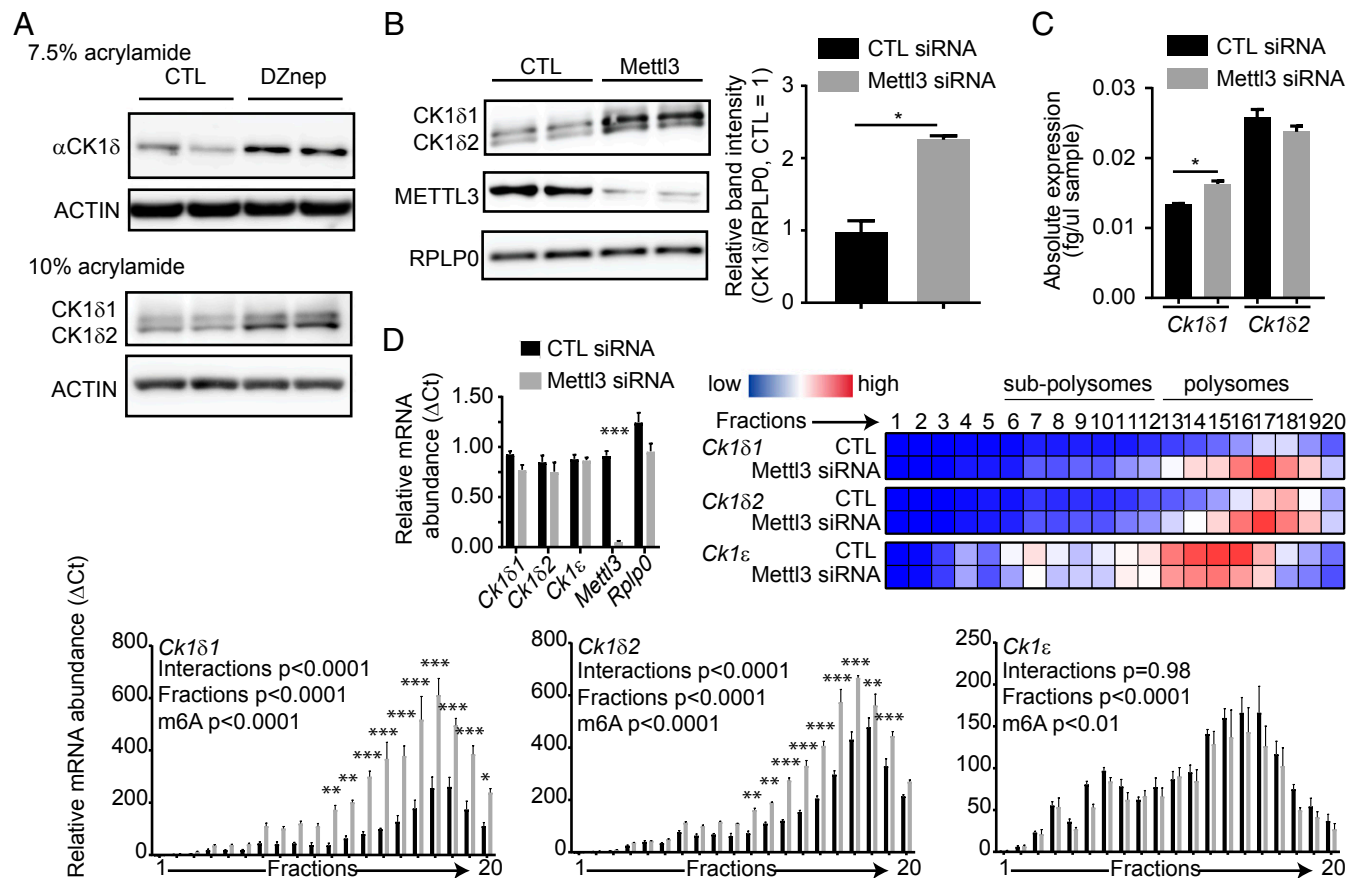 A
7.5% acrylamide
CTL
DZnep
αCK1δ
ACTIN
10% acrylamide
CK1δ1
CK1δ2
ACTIN
B
CTL
Mettl3
CK1δ1
CK1δ2
METTL3
RPLP0
CTL siRNA
Mettl3 siRNA
Relative band intensity
(CK1δ/RPLP0, CTL = 1)
3
2
1
0
*
C
CTL siRNA
Mettl3 siRNA
Absolute expression
(fg/ul sample)
0.03
0.02
0.01
0.00
*
Ck1δ1
Ck1δ2
D
CTL siRNA
Mettl3 siRNA
Relative mRNA
abundance (ΔCt)
1.50
1.00
0.50
0.00
***
Ck1δ1
Ck1δ2
Ck1ε
Mettl3
Rplp0
low
high
sub-polysomes
polysomes
Fractions
1 2 3 4 5 6 7 8 9 10 11 12 13 14 15 16 17 18 19 20
Ck1δ1
CTL
Mettl3 siRNA
Ck1δ2
CTL
Mettl3 siRNA
Ck1ε
CTL
Mettl3 siRNA
Relative mRNA abundance (ΔCt)
800
600
400
200
0
Ck1δ1
Interactions p<0.0001
Fractions p<0.0001
m6A p<0.0001
** ** *** *** *** *** *** *** *** *
1 Fractions 20
800
600
400
200
0
Ck1δ2
Interactions p<0.0001
Fractions p<0.0001
m6A p<0.0001
** ** *** *** *** *** *** ** ***
1 Fractions 20
250
200
150
100
50
0
Ck1ε
Interactions p=0.98
Fractions p<0.0001
m6A p<0.01
1 Fractions 20